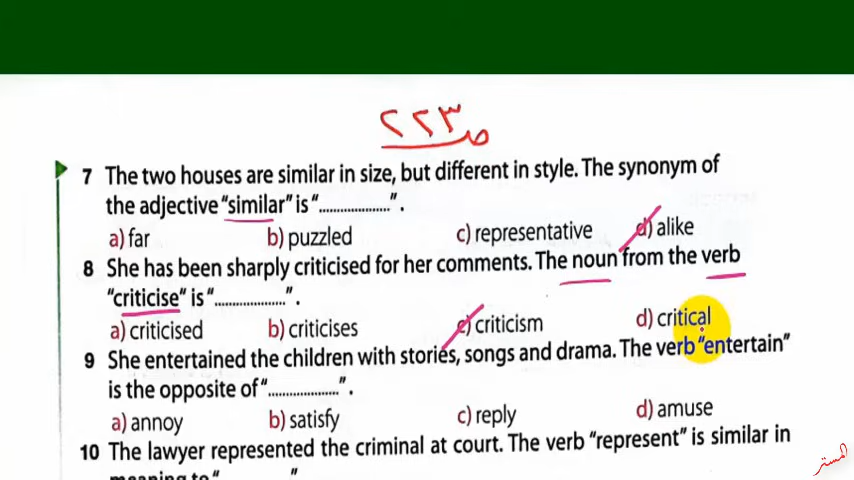 ص ٢٢٣
7 The two houses are similar in size, but different in style. The synonym of
the adjective "similar" is "....................".
a) far b) puzzled c) representative d) alike
8 She has been sharply criticised for her comments. The noun from the verb
"criticise" is "....................".
a) criticised b) criticises c) criticism d) critical
9 She entertained the children with stories, songs and drama. The verb "entertain"
is the opposite of "....................".
a) annoy b) satisfy c) reply d) amuse
10 The lawyer represented the criminal at court. The verb "represent" is similar in
meaning to "...................."
المستر